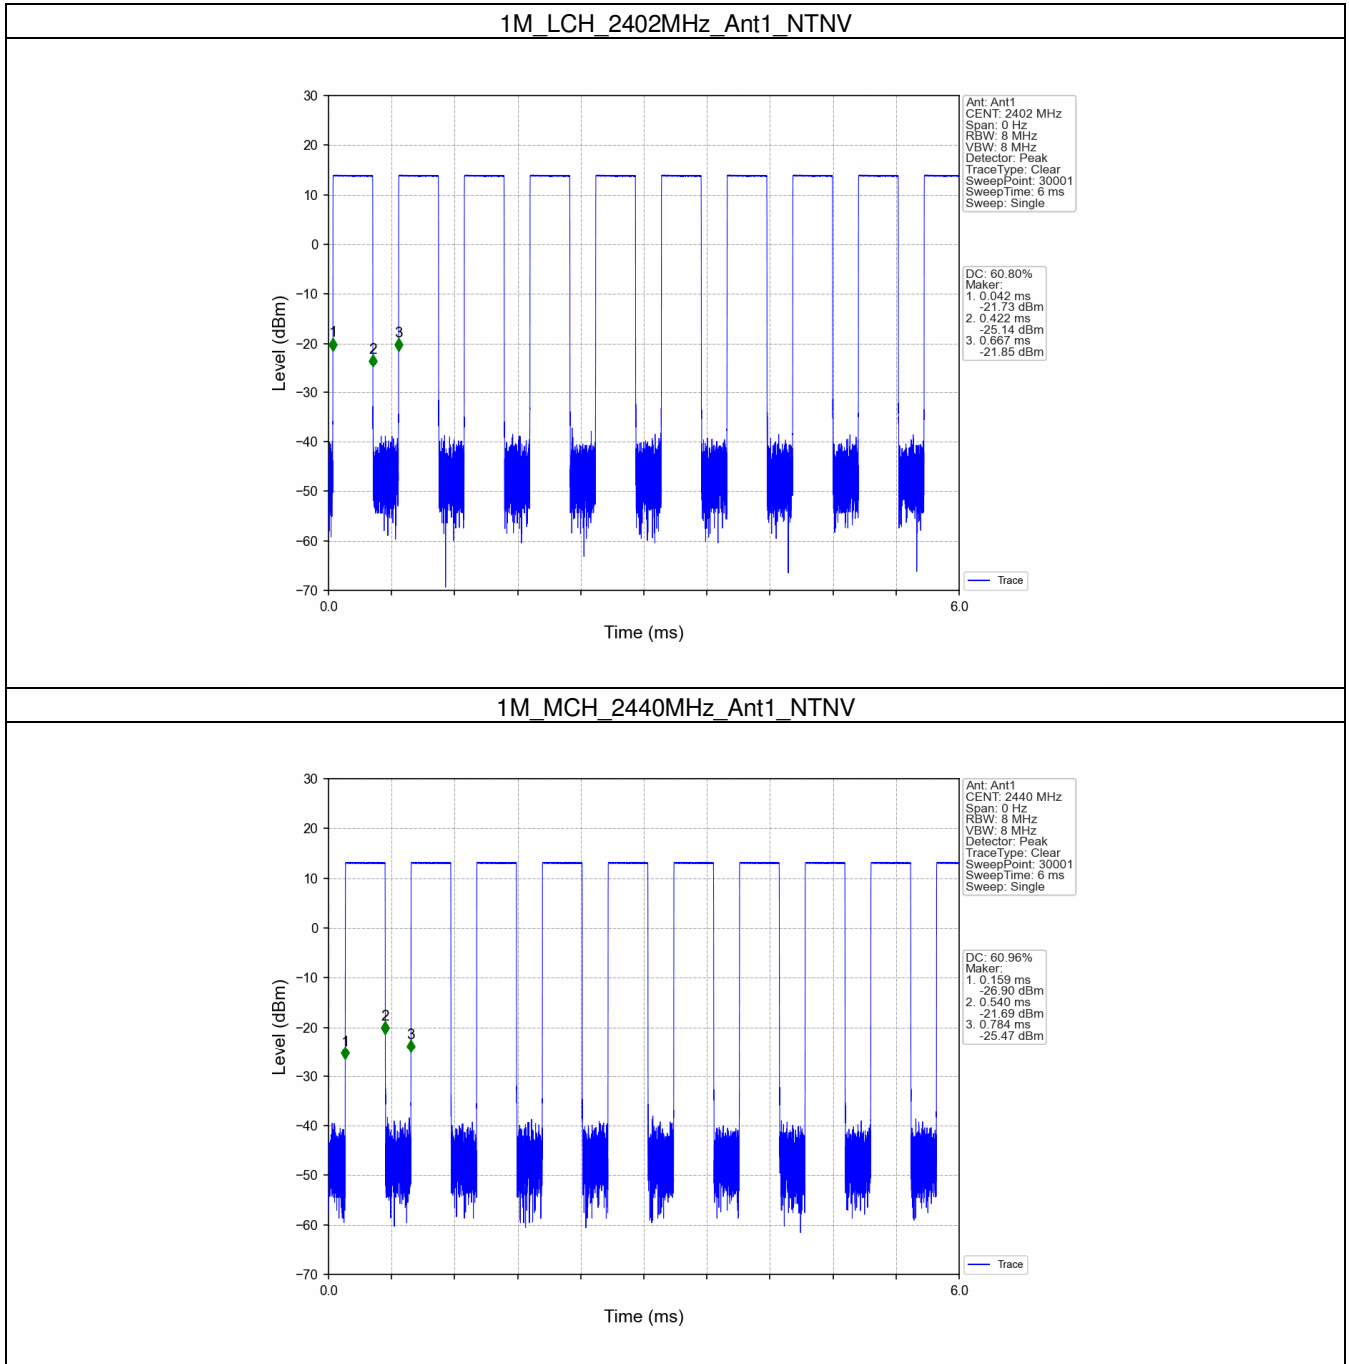 1M_LCH_2402MHz_Ant1_NTNV
30
20
10
0
−10
−20
−30
−40
−50
−60
−70
Level (dBm)
1
2
3
0.0
6.0
Time (ms)
Ant: Ant1
CENT: 2402 MHz
Span: 0 Hz
RBW: 8 MHz
VBW: 8 MHz
Detector: Peak
TraceType: Clear
SweepPoint: 30001
SweepTime: 6 ms
Sweep: Single
DC: 60.80%
Maker:
1. 0.042 ms
-21.73 dBm
2. 0.422 ms
-25.14 dBm
3. 0.667 ms
-21.85 dBm
Trace
1M_MCH_2440MHz_Ant1_NTNV
30
20
10
0
−10
−20
−30
−40
−50
−60
−70
Level (dBm)
1
2
3
0.0
6.0
Time (ms)
Ant: Ant1
CENT: 2440 MHz
Span: 0 Hz
RBW: 8 MHz
VBW: 8 MHz
Detector: Peak
TraceType: Clear
SweepPoint: 30001
SweepTime: 6 ms
Sweep: Single
DC: 60.96%
Maker:
1. 0.159 ms
-26.90 dBm
2. 0.540 ms
-21.69 dBm
3. 0.784 ms
-25.47 dBm
Trace